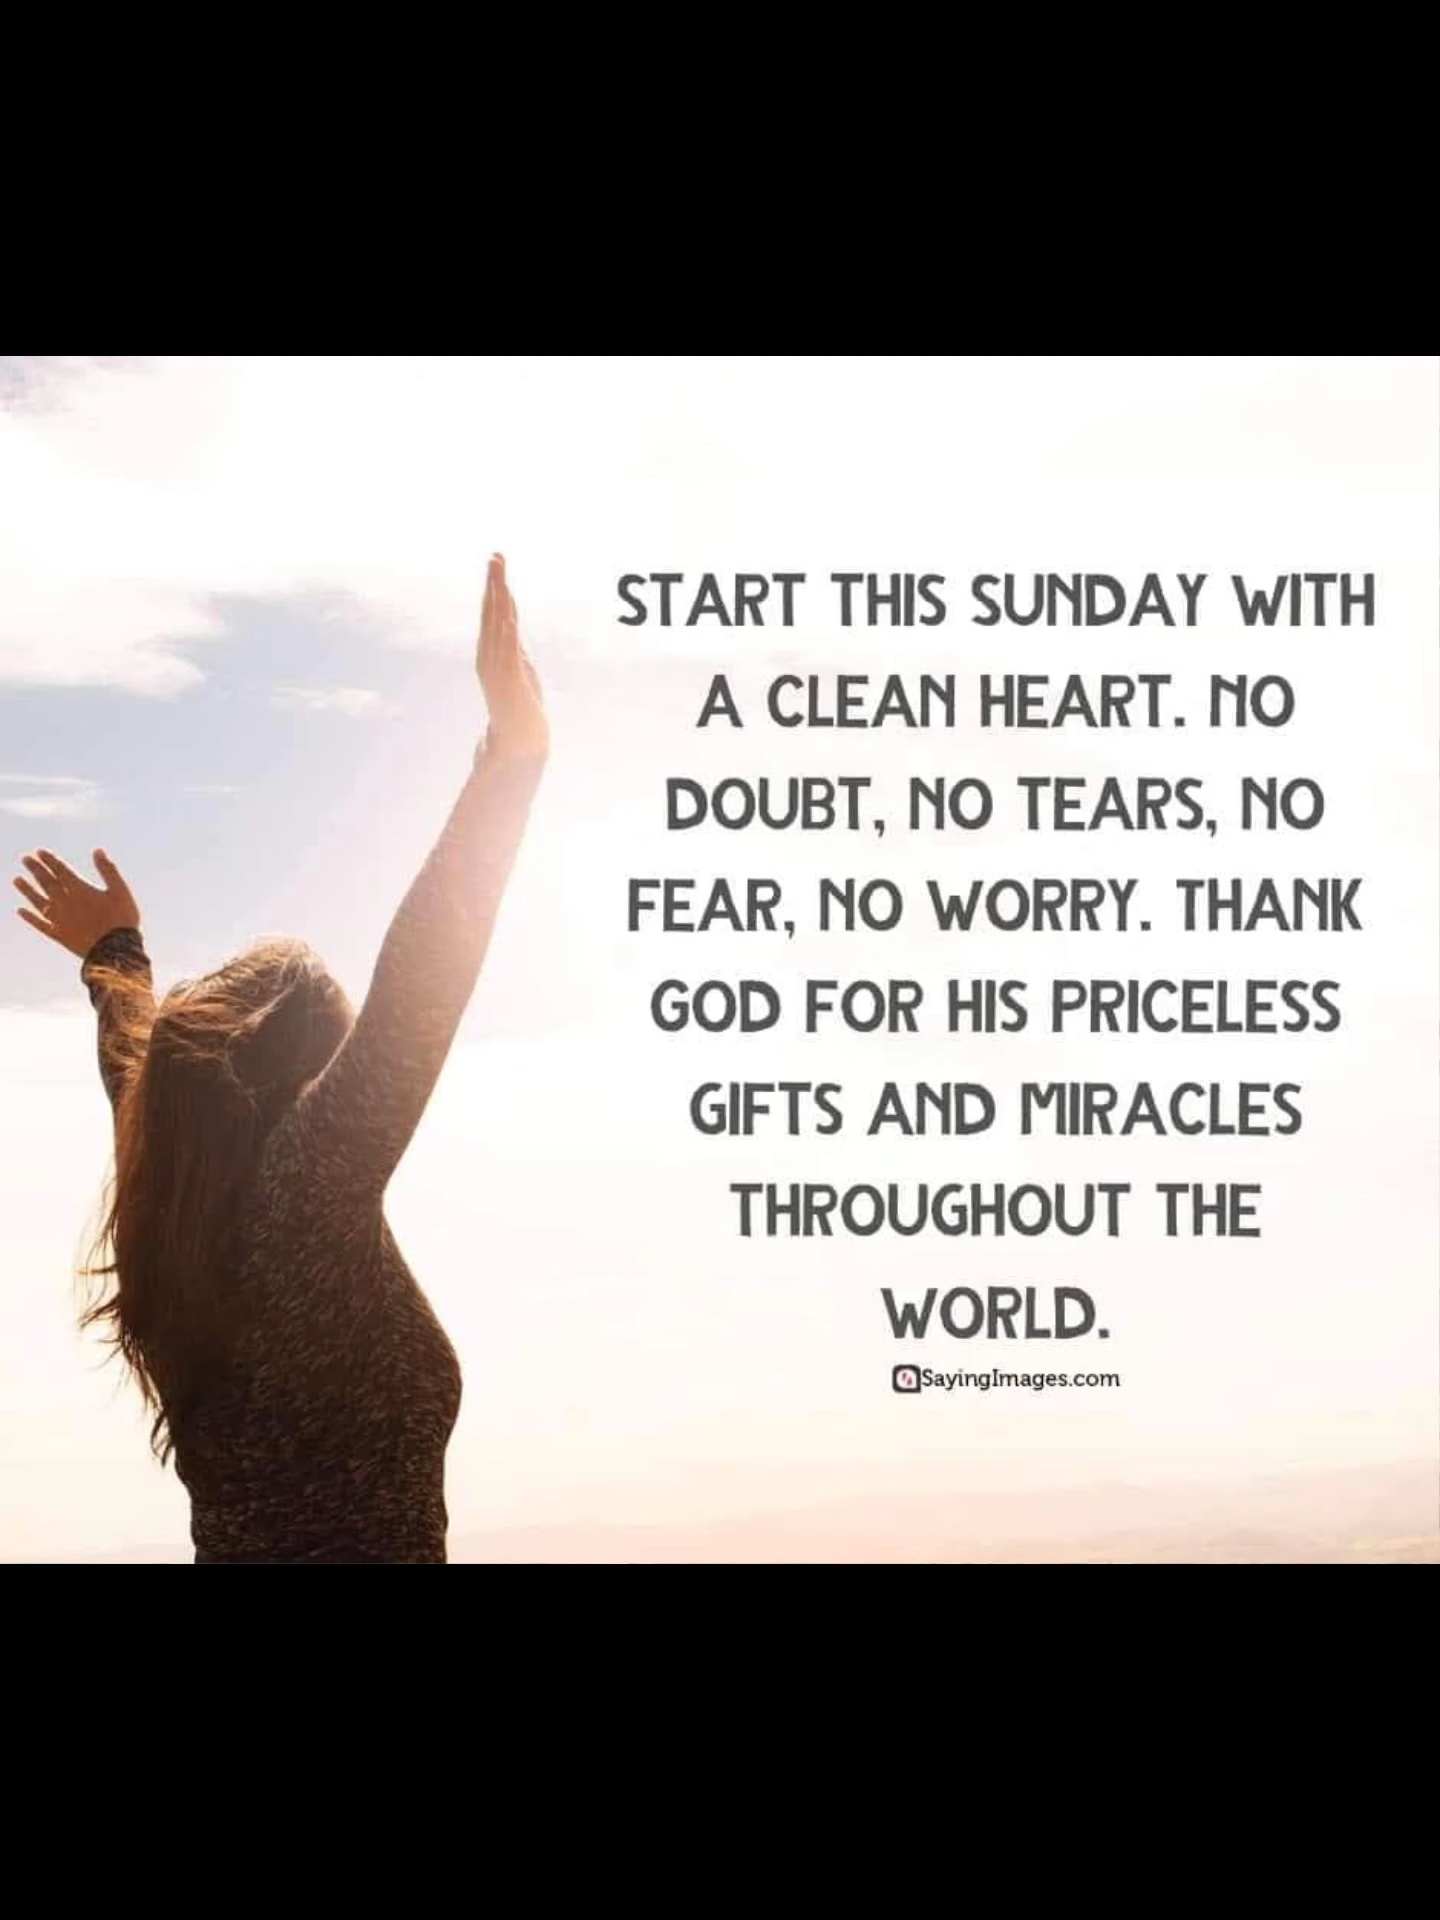 START THIS SUNDAY WITH
A CLEAN HEART. NO
DOUBT, NO TEARS, NO
FEAR, NO WORRY. THANK
GOD FOR HIS PRICELESS
GIFTS AND MIRACLES
THROUGHOUT THE
WORLD.
SayingImages.com